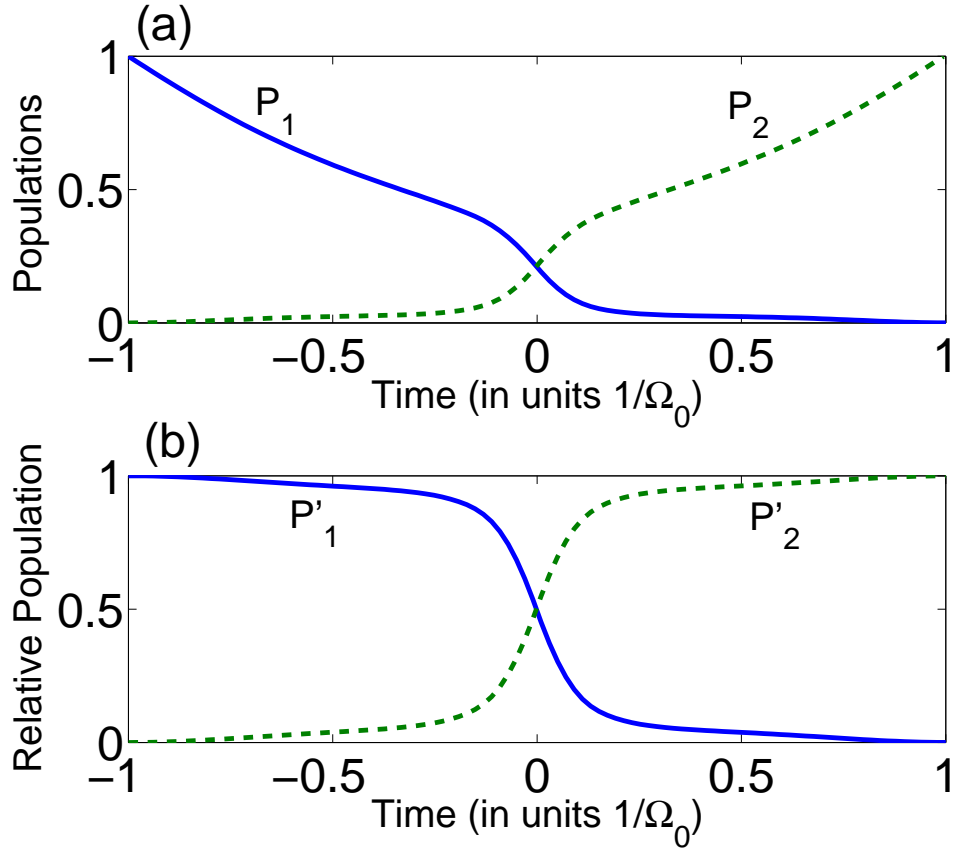 (a)
Populations
1
0.5
0
P1
P2
−1
−0.5
0
0.5
1
Time (in units 1/Ω0)
(b)
Relative Population
1
0.5
0
P'1
P'2
−1
−0.5
0
0.5
1
Time (in units 1/Ω0)